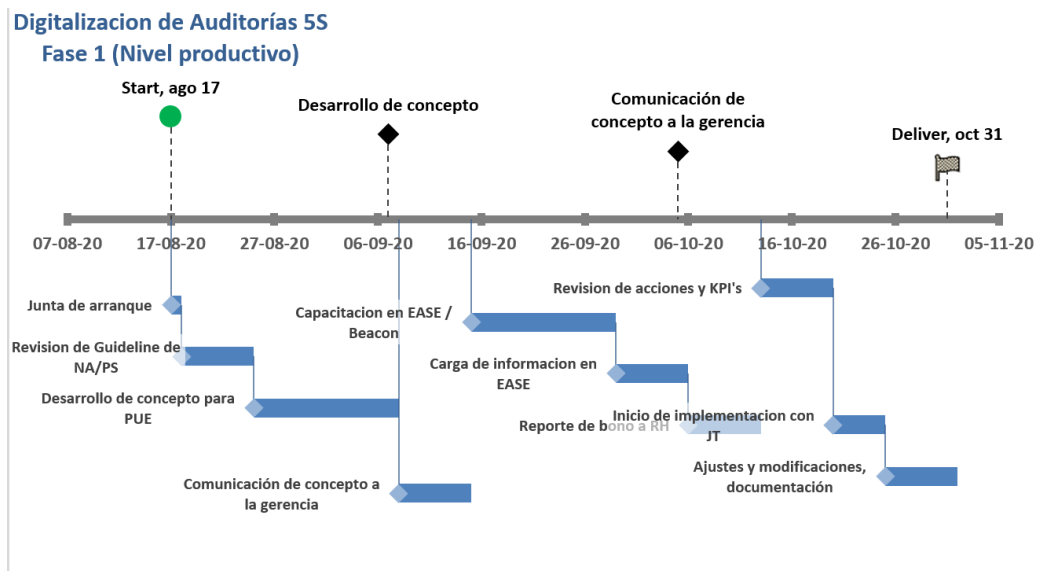 Digitalizacion de Auditorías 5S
Fase 1 (Nivel productivo)
Start, ago 17
Desarrollo de concepto
Comunicación de
concepto a la gerencia
Deliver, oct 31
07-08-20
17-08-20
27-08-20
06-09-20
16-09-20
26-09-20
06-10-20
16-10-20
26-10-20
05-11-20
Junta de arranque
Revision de Guideline de
NA/PS
Desarrollo de concepto para
PUE
Comunicación de concepto a
la gerencia
Capacitacion en EASE /
Beacon
Carga de informacion en
EASE
Reporte de bono a RH
Revision de acciones y KPI's
Inicio de implementacion con
JT
Ajustes y modificaciones,
documentación